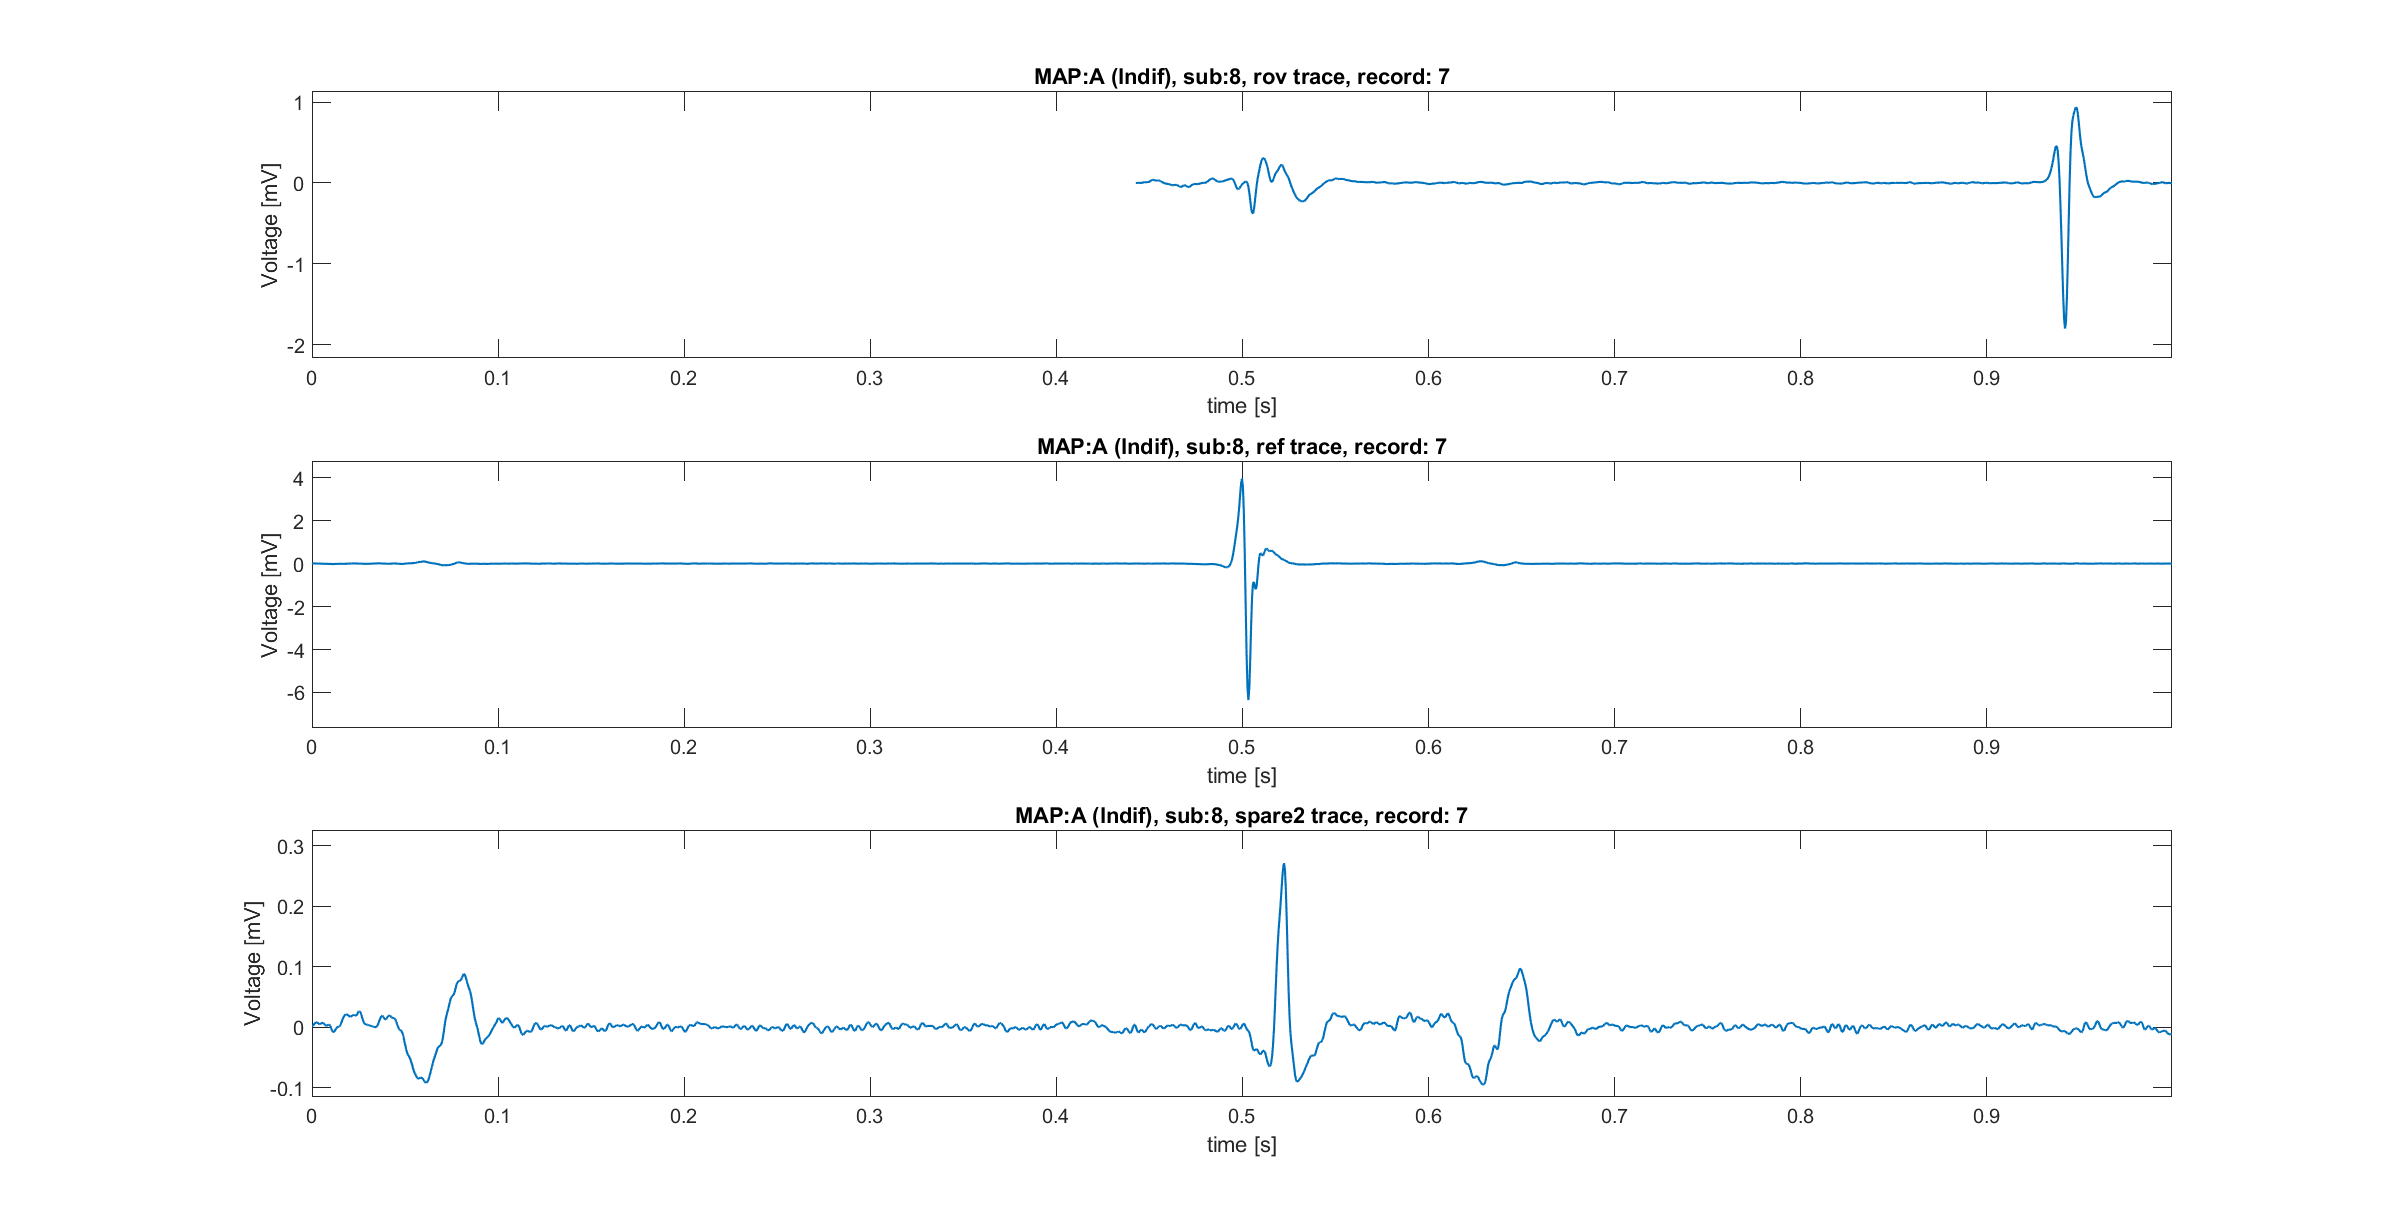 MAP:A (Indif), sub:8, rov trace, record: 7
Voltage [mV]
1
0
-1
-2
0 0.1 0.2 0.3 0.4 0.5 0.6 0.7 0.8 0.9
time [s]
MAP:A (Indif), sub:8, ref trace, record: 7
Voltage [mV]
4
2
0
-2
-4
-6
0 0.1 0.2 0.3 0.4 0.5 0.6 0.7 0.8 0.9
time [s]
MAP:A (Indif), sub:8, spare2 trace, record: 7
Voltage [mV]
0.3
0.2
0.1
0
-0.1
0 0.1 0.2 0.3 0.4 0.5 0.6 0.7 0.8 0.9
time [s]